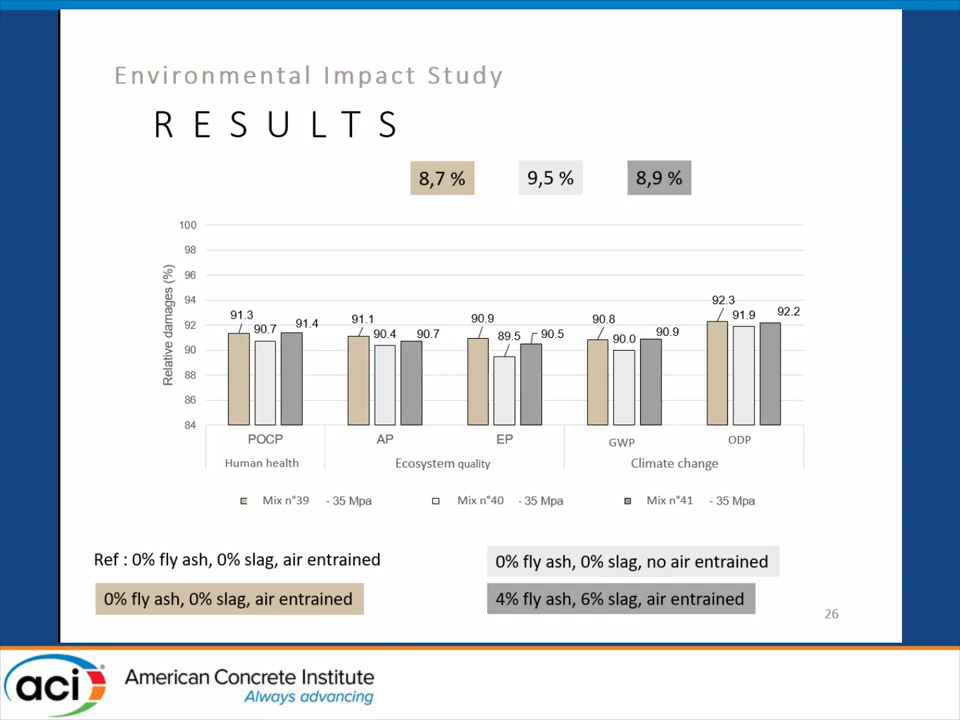 Environmental Impact Study
RESULTS
8,7 % 9,5 % 8,9 %
Relative damages (%)
100
98
96
94
92
90
88
86
84
91.3 90.7 91.4 91.1 90.4 90.7 90.9 89.5 90.5 90.8 90.0 90.9 92.3 91.9 92.2
POCP AP EP GWP ODP
Human health Ecosystem quality Climate change
Mix n°39 - 35 Mpa Mix n°40 - 35 Mpa Mix n°41 - 35 Mpa
Ref : 0% fly ash, 0% slag, air entrained
0% fly ash, 0% slag, no air entrained
0% fly ash, 0% slag, air entrained
4% fly ash, 6% slag, air entrained
26
aci
American Concrete Institute
Always advancing